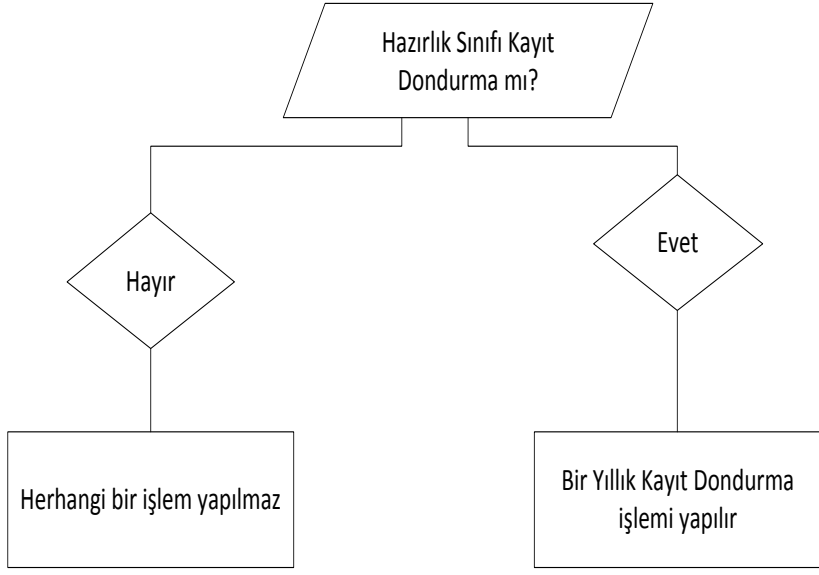 Hazırlık Sınıfı Kayıt
Dondurma mı?
Evet
Hayır
Herhangi bir işlem yapılmaz
Bir Yıllık Kayıt Dondurma
işlemi yapılır